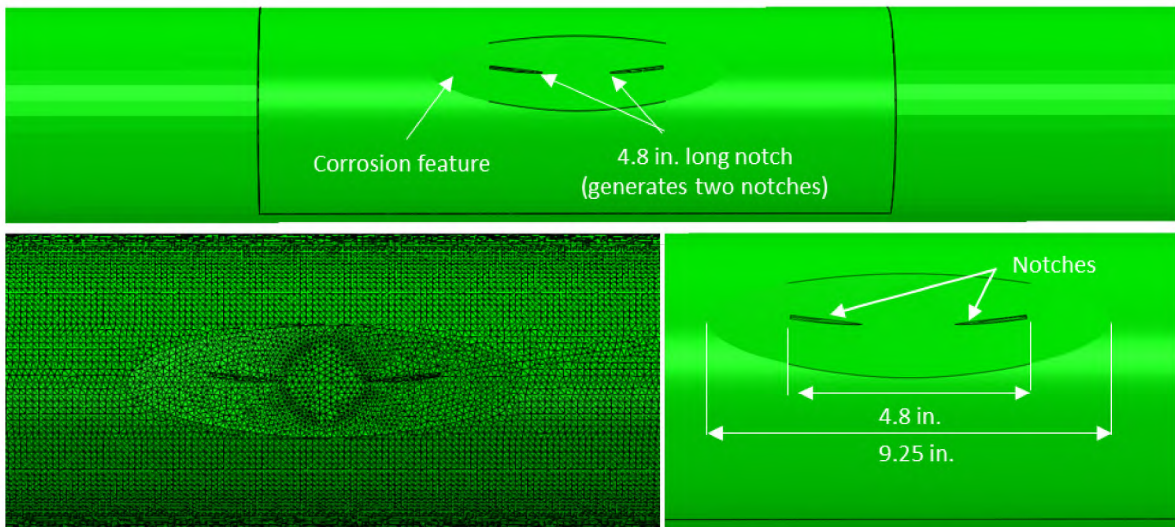 Corrosion feature
4.8 in. long notch
(generates two notches)
Notches
4.8 in.
9.25 in.